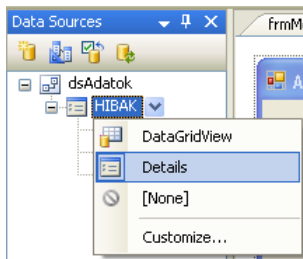 Data Sources
frmM
dsAdatok
A
HIBAK
DataGridView
Details
[None]
Customize...